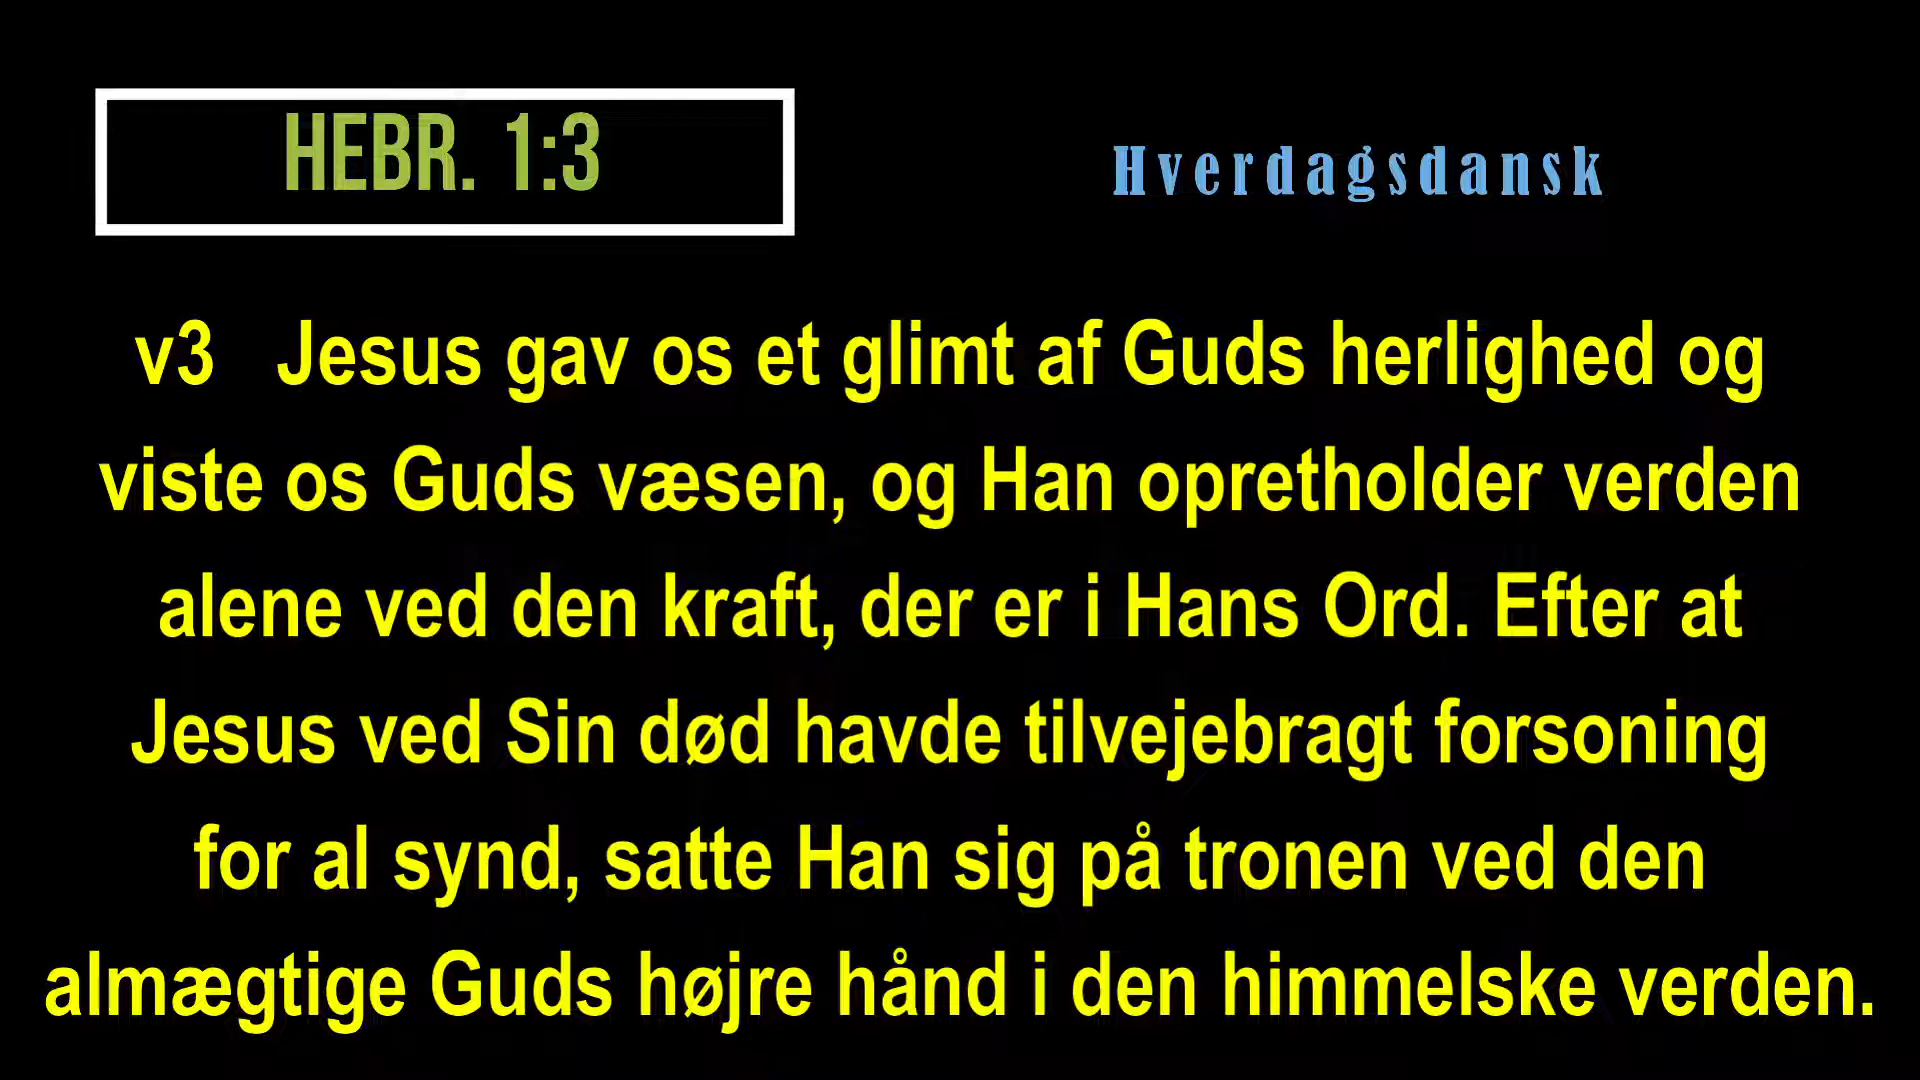 HEBR. 1:3
Hverdagsdansk
v3 Jesus gav os et glimt af Guds herlighed og
viste os Guds væsen, og Han opretholder verden
alene ved den kraft, der er i Hans Ord. Efter at
Jesus ved Sin død havde tilvejebragt forsoning
for al synd, satte Han sig på tronen ved den
almægtige Guds højre hånd i den himmelske verden.